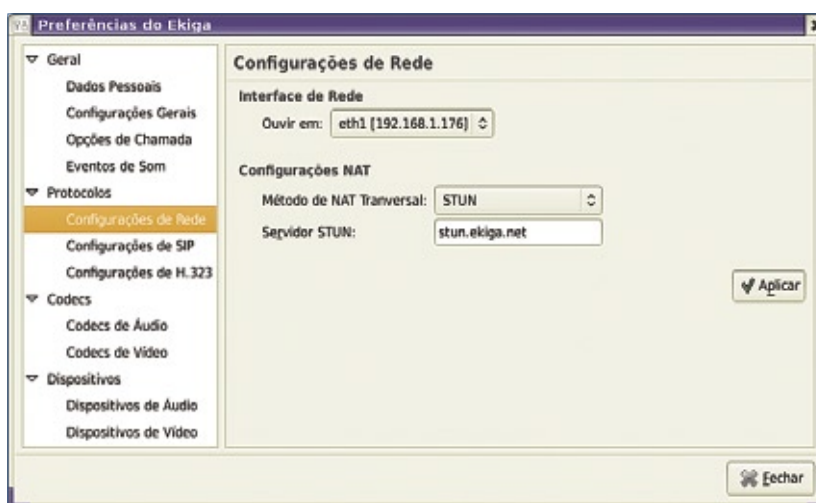 Preferências do Ekiga
Geral
Dados Pessoais
Configurações Gerais
Opções de Chamada
Eventos de Som
Protocolos
Configurações de Rede
Configurações de SIP
Configurações de H.323
Codecs
Codecs de Áudio
Codecs de Vídeo
Dispositivos
Dispositivos de Áudio
Dispositivos de Vídeo
Configurações de Rede
Interface de Rede
Ouvir em: eth1 [192.168.1.176]
Configurações NAT
Método de NAT Tranversal: STUN
Servidor STUN: stun.ekiga.net
Aplicar
Fechar